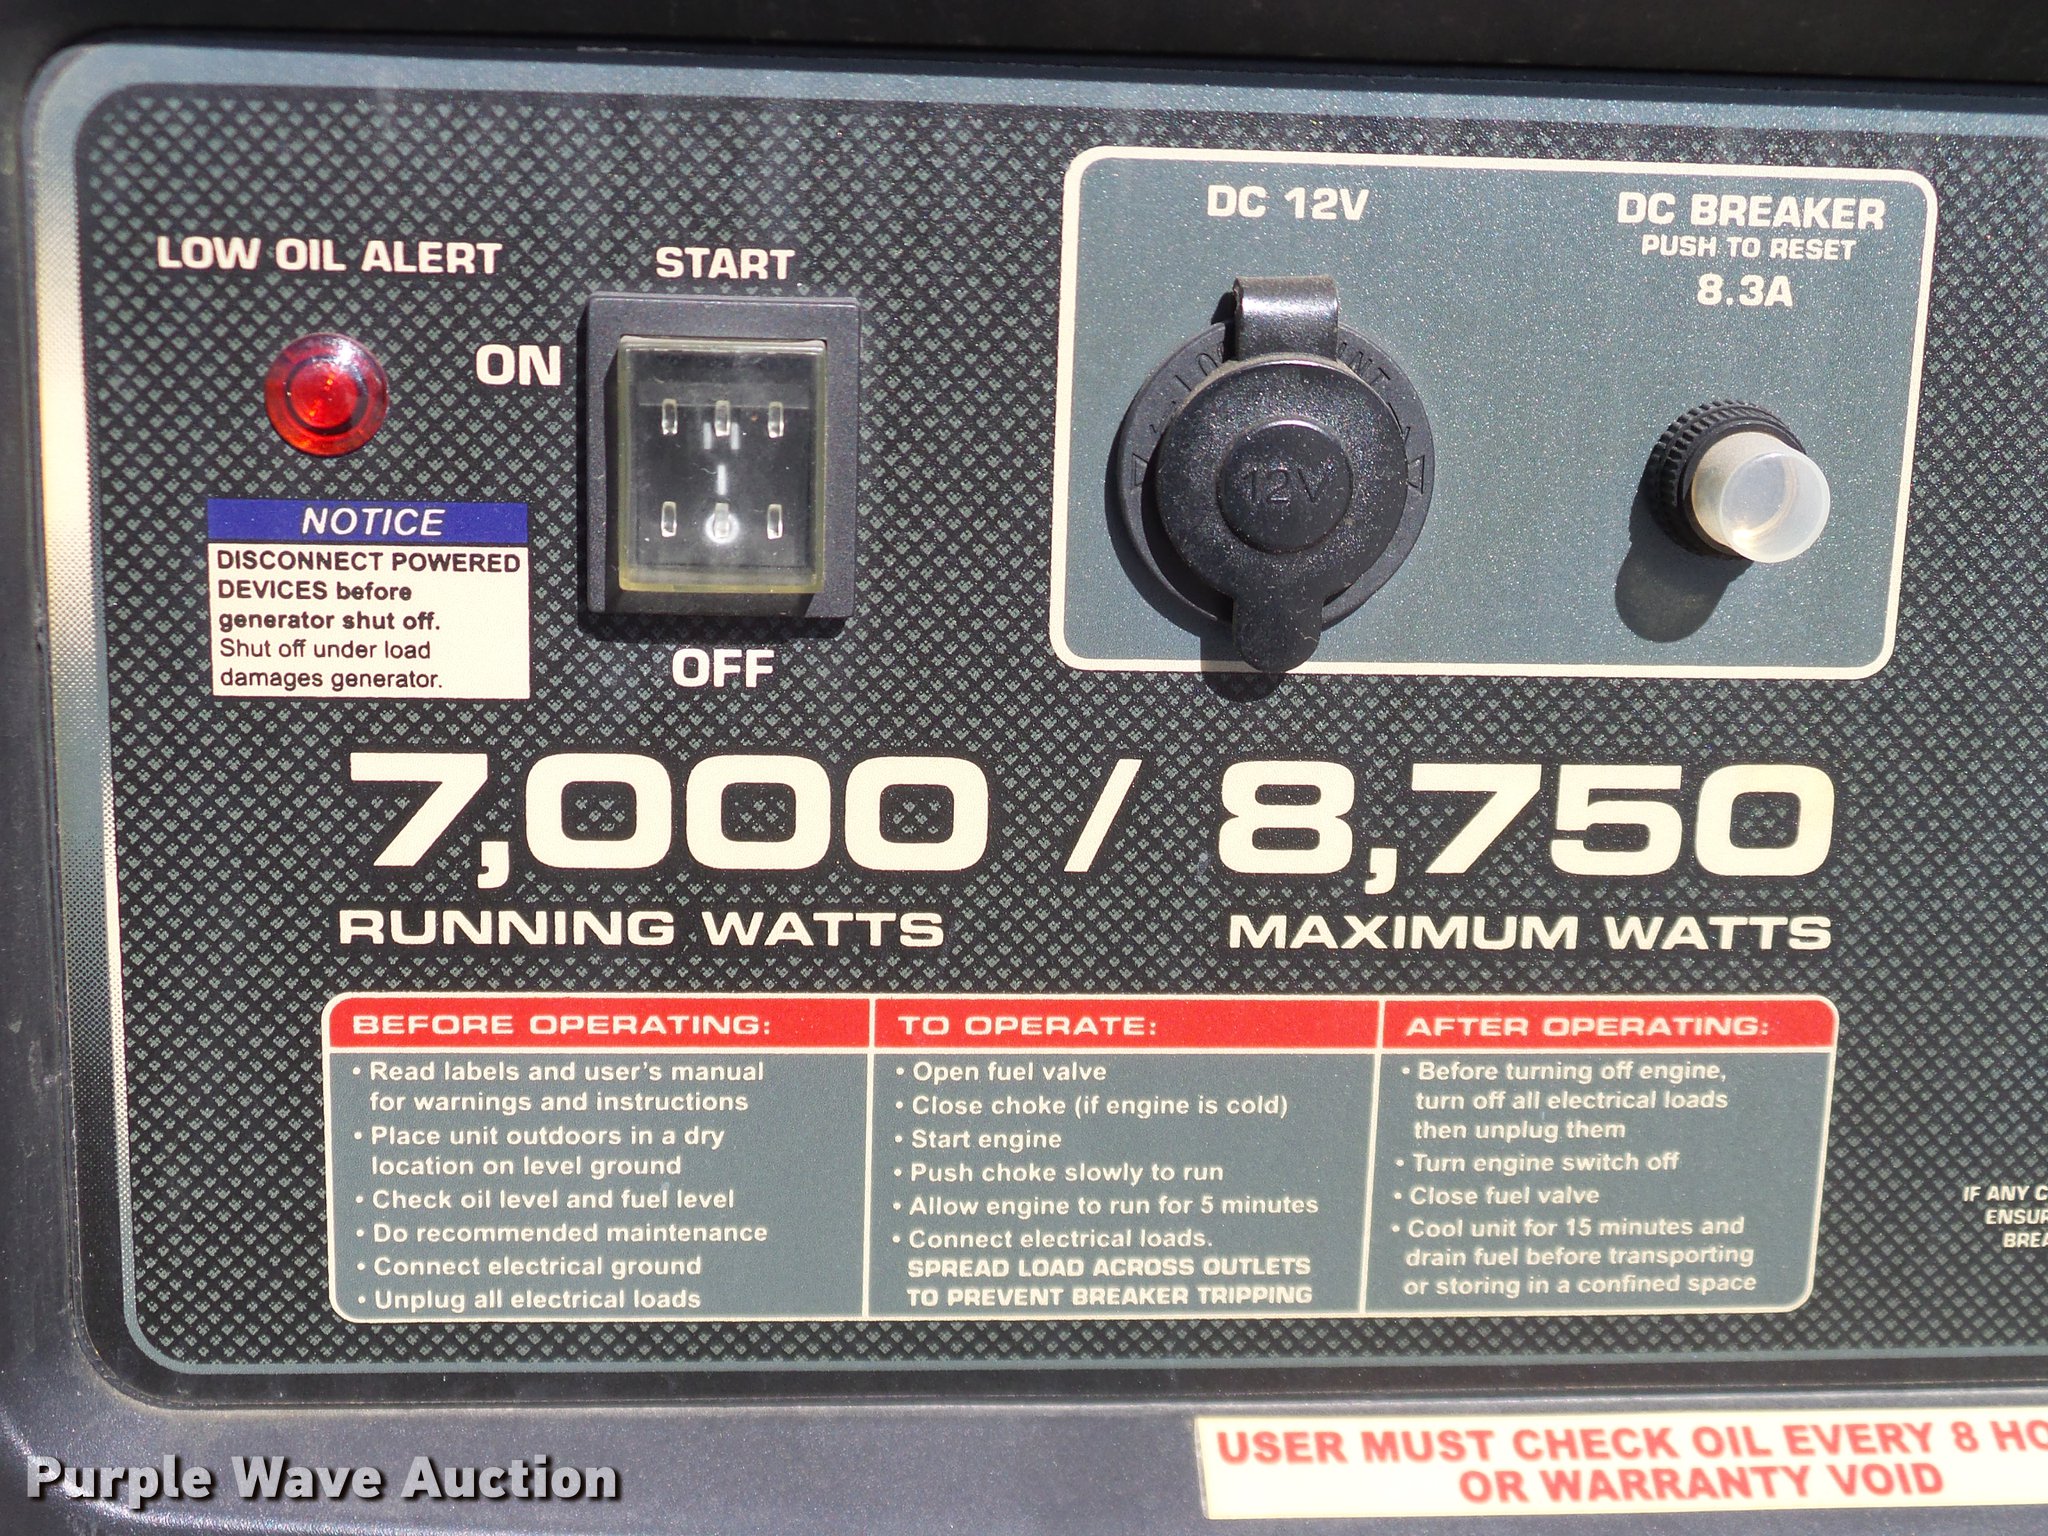 LOW OIL ALERT
START
ON
OFF
NOTICE
DISCONNECT POWERED
DEVICES before
generator shut off.
Shut off under load
damages generator.
DC 12V
DC BREAKER
PUSH TO RESET
8.3A
12V
7,000 / 8,750
RUNNING WATTS
MAXIMUM WATTS
BEFORE OPERATING:
• Read labels and user's manual
for warnings and instructions
• Place unit outdoors in a dry
location on level ground
• Check oil level and fuel level
• Do recommended maintenance
• Connect electrical ground
• Unplug all electrical loads
TO OPERATE:
• Open fuel valve
• Close choke (if engine is cold)
• Start engine
• Push choke slowly to run
• Allow engine to run for 5 minutes
• Connect electrical loads.
SPREAD LOAD ACROSS OUTLETS
TO PREVENT BREAKER TRIPPING
AFTER OPERATING:
• Before turning off engine,
turn off all electrical loads
then unplug them
• Turn engine switch off
• Close fuel valve
• Cool unit for 15 minutes and
drain fuel before transporting
or storing in a confined space
IF ANY
USER MUST CHECK OIL EVERY 8
OR WARRANTY VOID
Purple Wave Auction